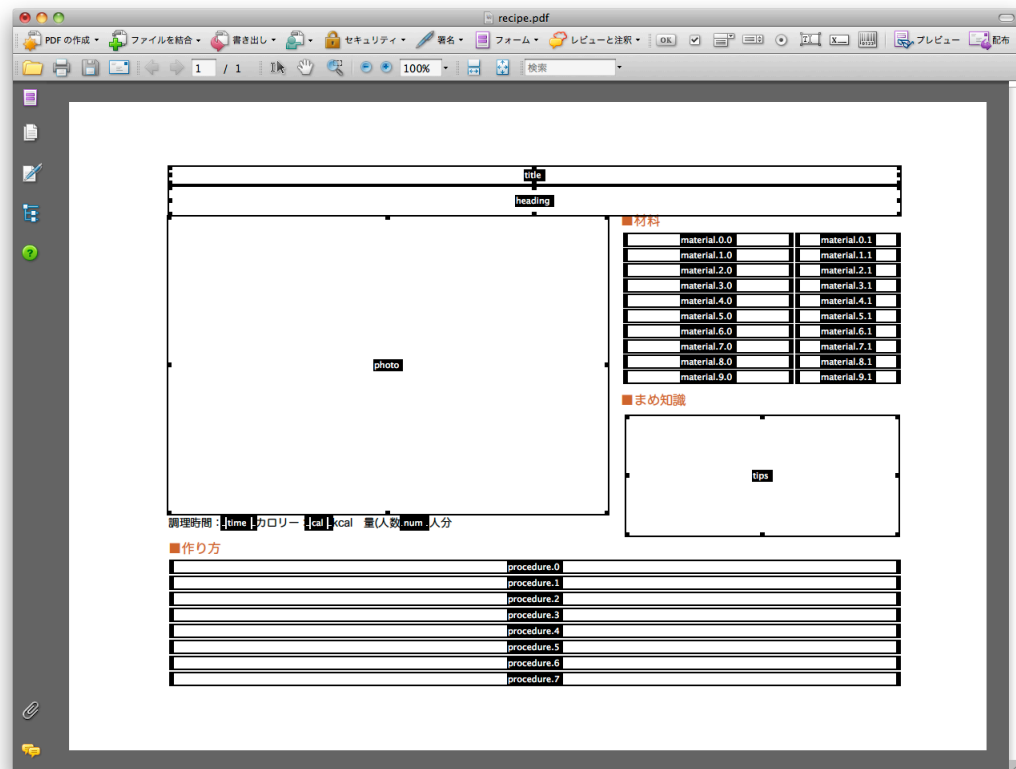 recipe.pdf
PDF の作成 ファイルを結合 書き出し セキュリティ 署名 フォーム レビューと注釈 OK プレビュー 配布
1 / 1 100% 検索
title
heading
■材料
material.0.0 material.0.1
material.1.0 material.1.1
material.2.0 material.2.1
material.3.0 material.3.1
material.4.0 material.4.1
material.5.0 material.5.1
material.6.0 material.6.1
material.7.0 material.7.1
material.8.0 material.8.1
material.9.0 material.9.1
photo
■まめ知識
tips
調理時間： time カロリー： cal kcal 量(人数 num 人分
■作り方
procedure.0
procedure.1
procedure.2
procedure.3
procedure.4
procedure.5
procedure.6
procedure.7